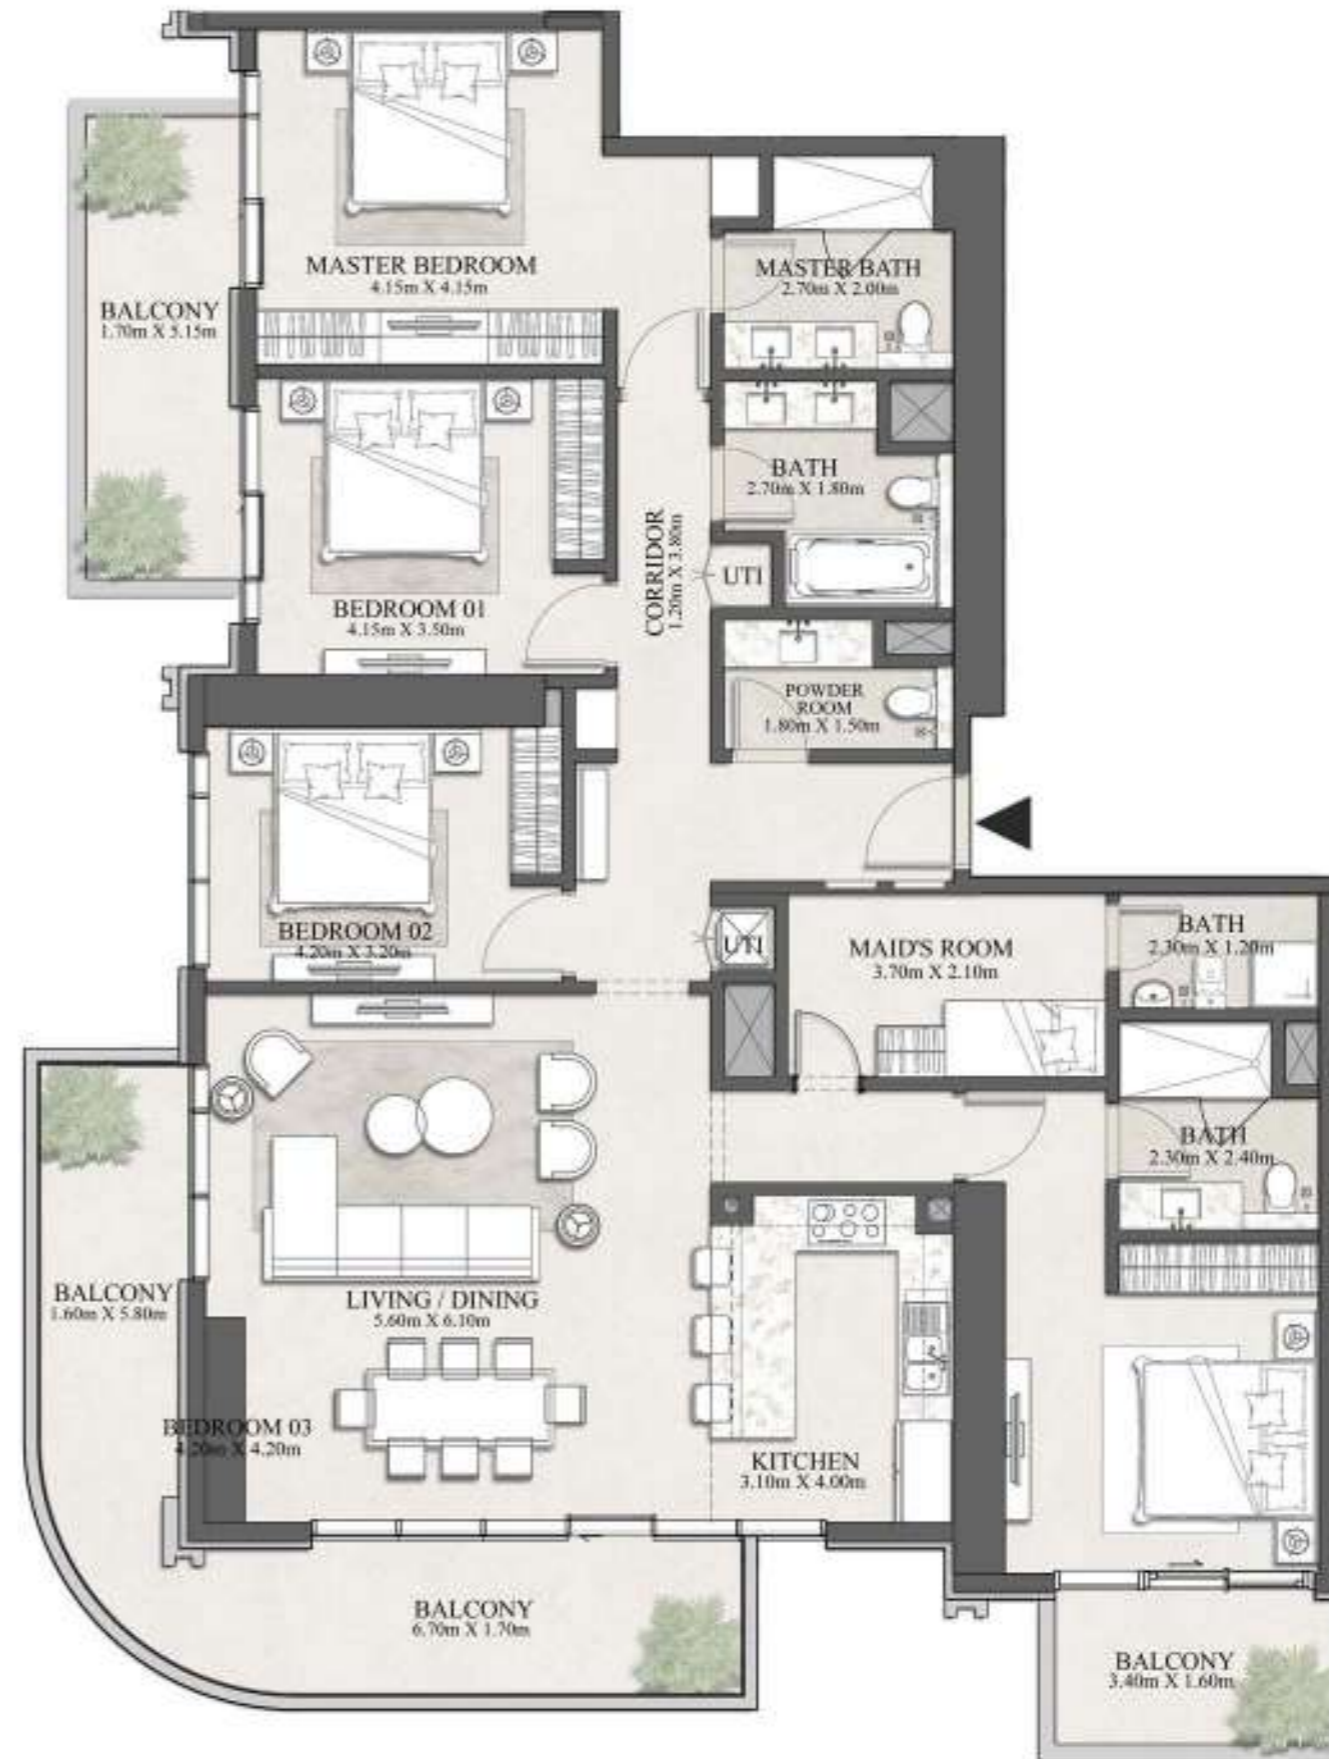 MASTER BEDROOM
4.15m X 4.15m
MASTER BATH
2.70m X 2.00m
BALCONY
1.70m X 5.15m
BATH
2.70m X 1.80m
CORRIDOR
1.20m X 3.80m
UTI
BEDROOM 01
4.15m X 3.50m
POWDER
ROOM
1.80m X 1.50m
BEDROOM 02
4.20m X 3.20m
UTI
MAID'S ROOM
3.70m X 2.10m
BATH
2.30m X 1.20m
BATH
2.30m X 2.40m
BALCONY
1.60m X 5.80m
LIVING / DINING
5.60m X 6.10m
BEDROOM 03
4.20m X 4.20m
KITCHEN
3.10m X 4.00m
BALCONY
6.70m X 1.70m
BALCONY
3.40m X 1.60m